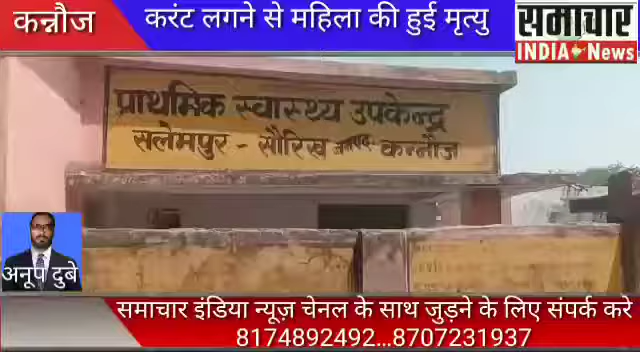 कन्नौज
करंट लगने से महिला की हुई मृत्यु
समाचार
INDIA News
प्राथमिक स्वास्थ्य उपकेन्द्र
सलेमपुर - सौरिख जनपद- कन्नौज
अनूप दुबे
समाचार इंडिया न्यूज़ चेनल के साथ जुड़ने के लिए संपर्क करे
8174892492...8707231937